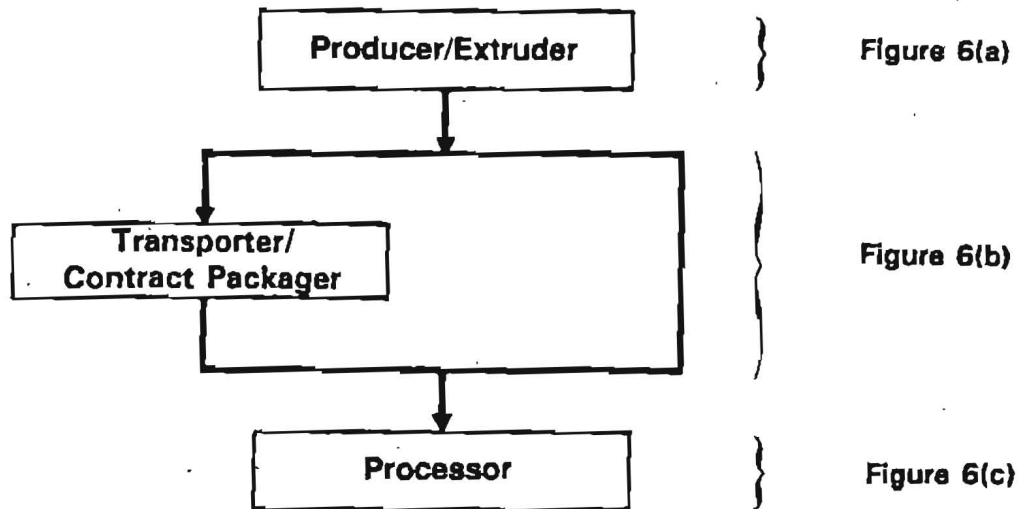 Producer/Extruder
Figure 6(a)
Transporter/
Contract Packager
Figure 6(b)
Processor
Figure 6(c)